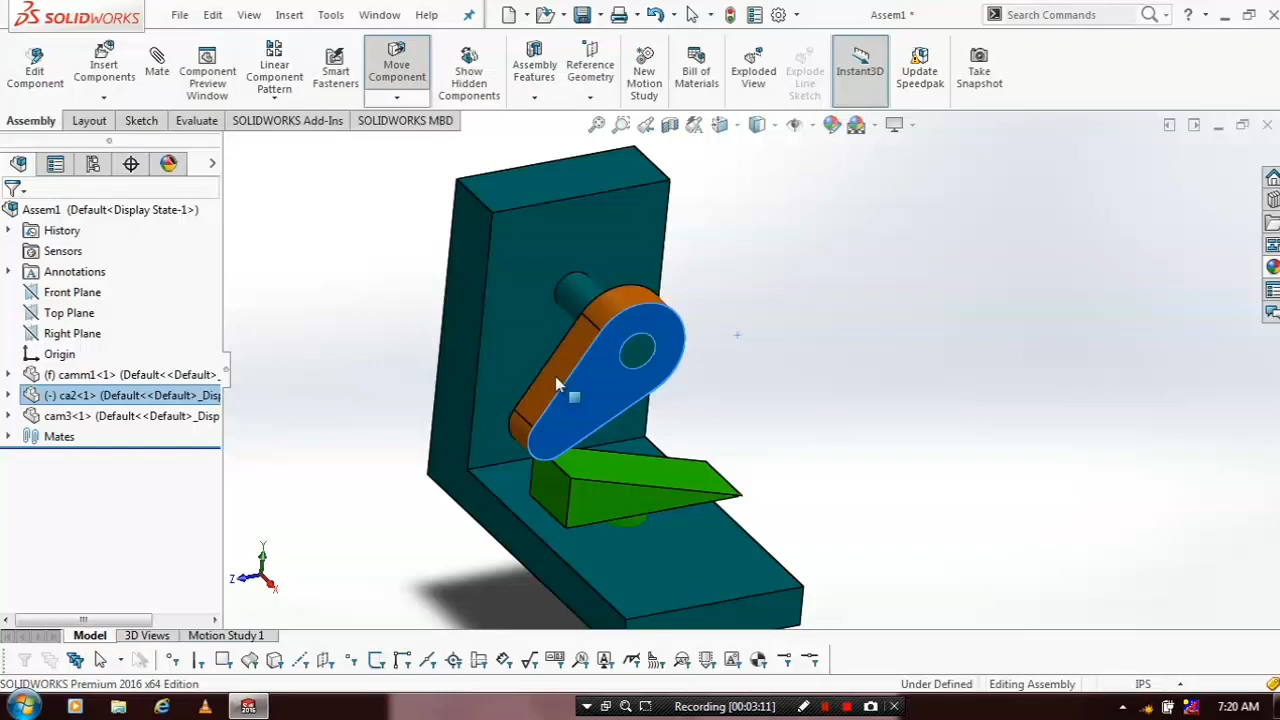 SOLIDWORKS File Edit View Insert Tools Window Help Assem1 * Search Commands ?
Edit Component
Insert Components
Mate
Component Preview Window
Linear Component Pattern
Smart Fasteners
Move Component
Show Hidden Components
Assembly Features
Reference Geometry
New Motion Study
Bill of Materials
Exploded View
Explode Line Sketch
Instant3D
Update Speedpak
Take Snapshot
Assembly Layout Sketch Evaluate SOLIDWORKS Add-Ins SOLIDWORKS MBD
Assem1 (Default<Display State-1>)
History
Sensors
Annotations
Front Plane
Top Plane
Right Plane
Origin
(f) camm1<1> (Default<<Default>_
(-) ca2<1> (Default<<Default>_Disp
cam3<1> (Default<<Default>_Disp
Mates
Y
Z
X
Model 3D Views Motion Study 1
SOLIDWORKS Premium 2016 x64 Edition Under Defined Editing Assembly IPS
Recording [00:03:11] 7:20 AM